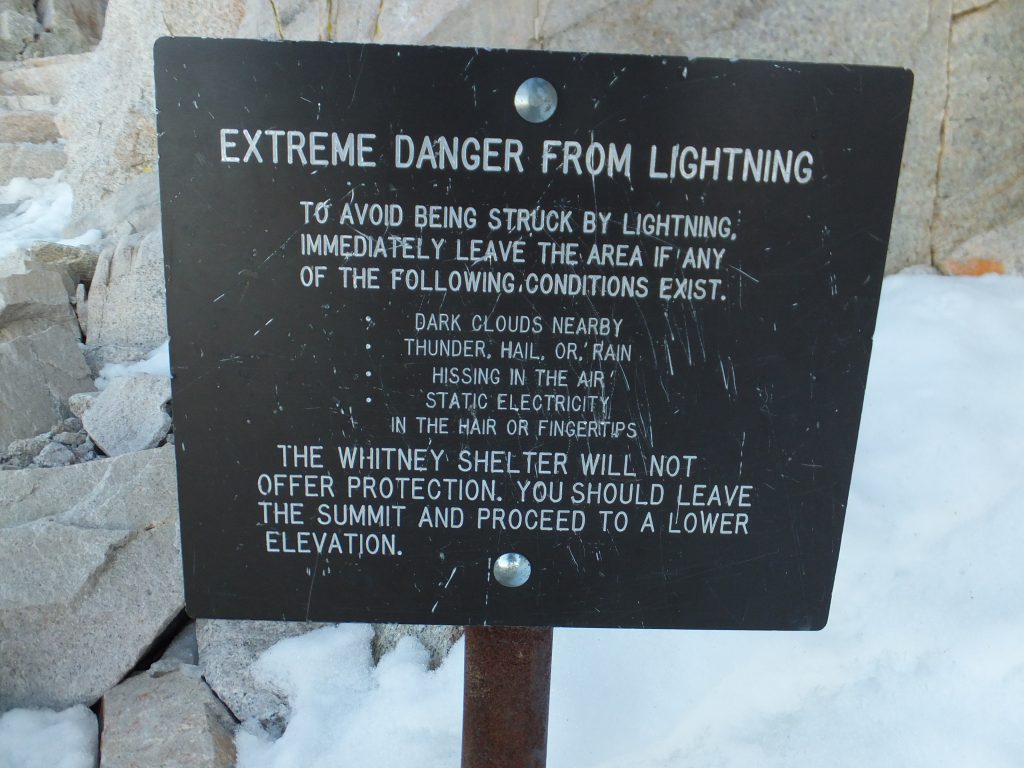 EXTREME DANGER FROM LIGHTNING
TO AVOID BEING STRUCK BY LIGHTNING,
IMMEDIATELY LEAVE THE AREA IF ANY
OF THE FOLLOWING CONDITIONS EXIST.
• DARK CLOUDS NEARBY
• THUNDER, HAIL, OR, RAIN
• HISSING IN THE AIR
• STATIC ELECTRICITY
IN THE HAIR OR FINGERTIPS
THE WHITNEY SHELTER WILL NOT
OFFER PROTECTION. YOU SHOULD LEAVE
THE SUMMIT AND PROCEED TO A LOWER
ELEVATION.